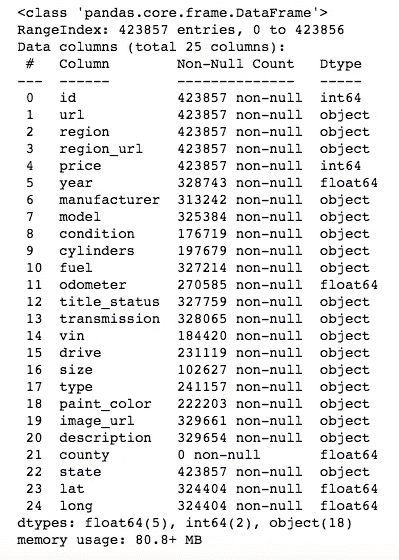 <class 'pandas.core.frame.DataFrame'>
RangeIndex: 423857 entries, 0 to 423856
Data columns (total 25 columns):
 #   Column        Non-Null Count   Dtype
---  ------        --------------   -----
 0   id            423857 non-null  int64
 1   url           423857 non-null  object
 2   region        423857 non-null  object
 3   region_url    423857 non-null  object
 4   price         423857 non-null  int64
 5   year          328743 non-null  float64
 6   manufacturer  313242 non-null  object
 7   model         325384 non-null  object
 8   condition     176719 non-null  object
 9   cylinders     197679 non-null  object
 10  fuel          327214 non-null  object
 11  odometer      270585 non-null  float64
 12  title_status  327759 non-null  object
 13  transmission  328065 non-null  object
 14  vin           184420 non-null  object
 15  drive         231119 non-null  object
 16  size          102627 non-null  object
 17  type          241157 non-null  object
 18  paint_color   222203 non-null  object
 19  image_url     329661 non-null  object
 20  description   329654 non-null  object
 21  county        0 non-null       float64
 22  state         423857 non-null  object
 23  lat           324404 non-null  float64
 24  long          324404 non-null  float64
dtypes: float64(5), int64(2), object(18)
memory usage: 80.8+ MB